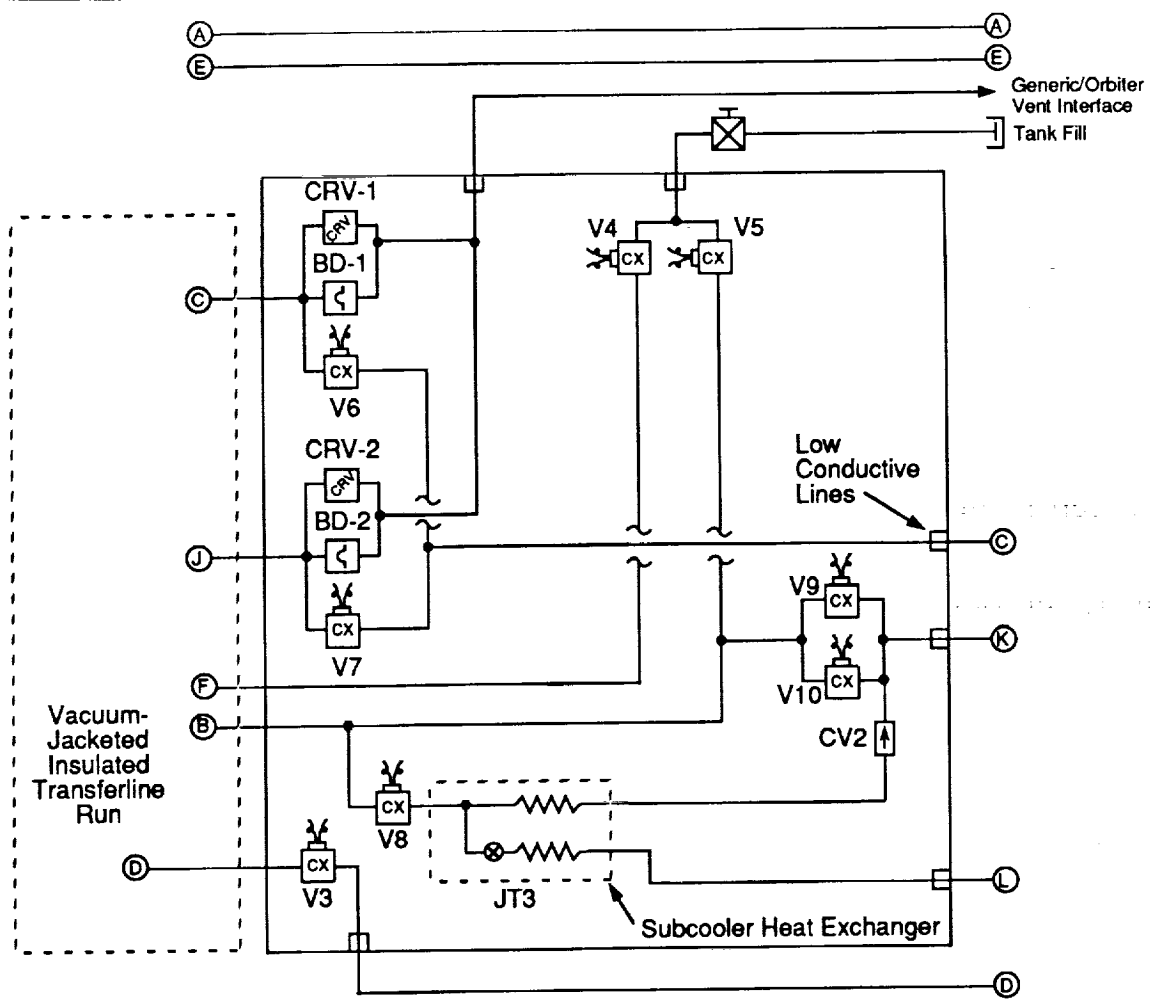 A
A
E
E
Generic/Orbiter
Vent Interface
Tank Fill
CRV-1
CRV
V4
V5
CX
CX
BD-1
C
CX
V6
CRV-2
CRV
Low
Conductive
Lines
BD-2
C
J
V9
CX
CX
V7
K
V10
CX
F
B
Vacuum-
Jacketed
Insulated
Transferline
Run
CV2
CX
V8
D
CX
V3
JT3
L
Subcooler Heat Exchanger
D